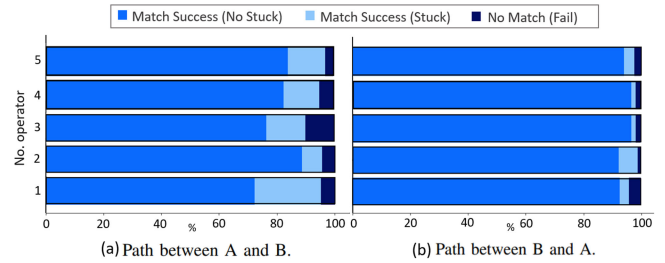 Match Success (No Stuck) Match Success (Stuck) No Match (Fail)
No. operator
5
4
3
2
1
0 20 40 60 80 100
%
(a) Path between A and B.
0 20 40 60 80 100
%
(b) Path between B and A.